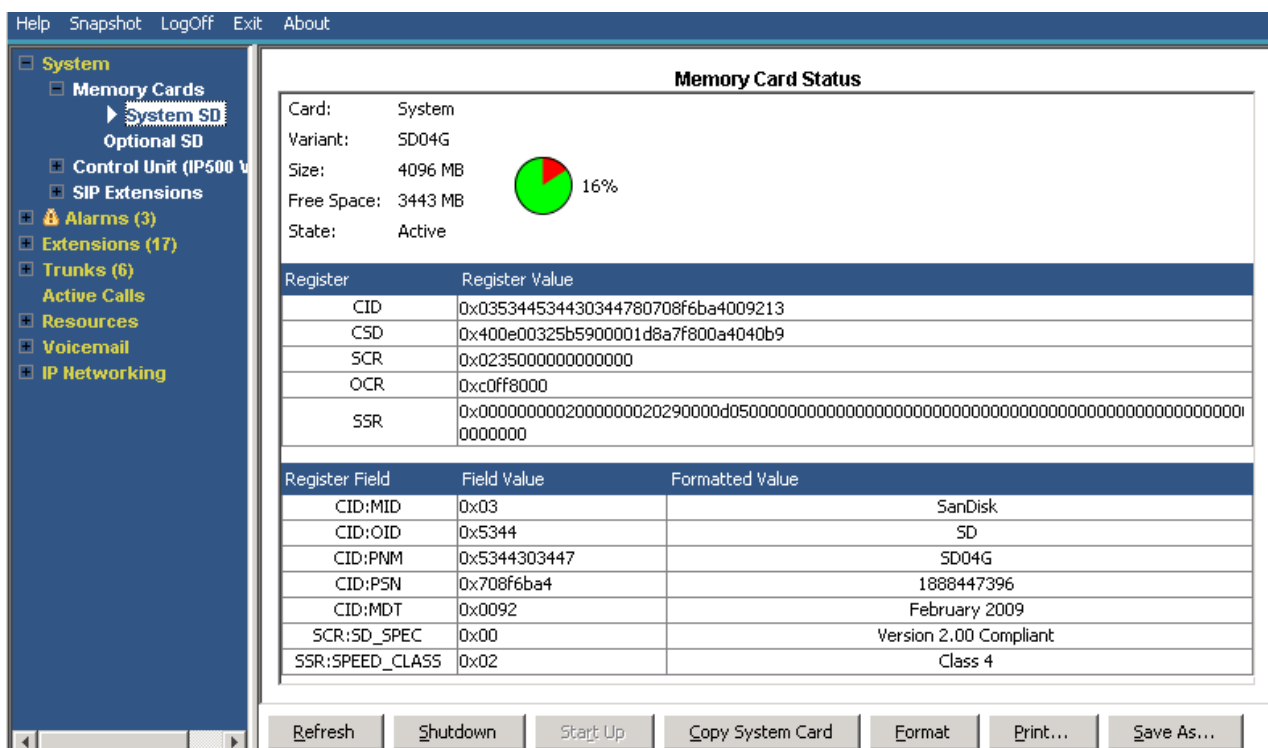 Help Snapshot LogOff Exit About
System
Memory Cards
System SD
Optional SD
Control Unit (IP500 V
SIP Extensions
Alarms (3)
Extensions (17)
Trunks (6)
Active Calls
Resources
Voicemail
IP Networking
Memory Card Status
Card: System
Variant: SD04G
Size: 4096 MB
16%
Free Space: 3443 MB
State: Active
Register Register Value
CID 0x035344534430344780708f6ba4009213
CSD 0x400e00325b5900001d8a7f800a4040b9
SCR 0x0235000000000000
OCR 0xc0ff8000
SSR
0000000
Register Field Field Value Formatted Value
CID:MID 0x03 SanDisk
CID:OID 0x5344 SD
CID:PNM 0x5344303447 SD04G
CID:PSN 0x708f6ba4 1888447396
CID:MDT 0x0092 February 2009
SCR:SD_SPEC 0x00 Version 2.00 Compliant
SSR:SPEED_CLASS 0x02 Class 4
Refresh Shutdown Start Up Copy System Card Format Print... Save As...